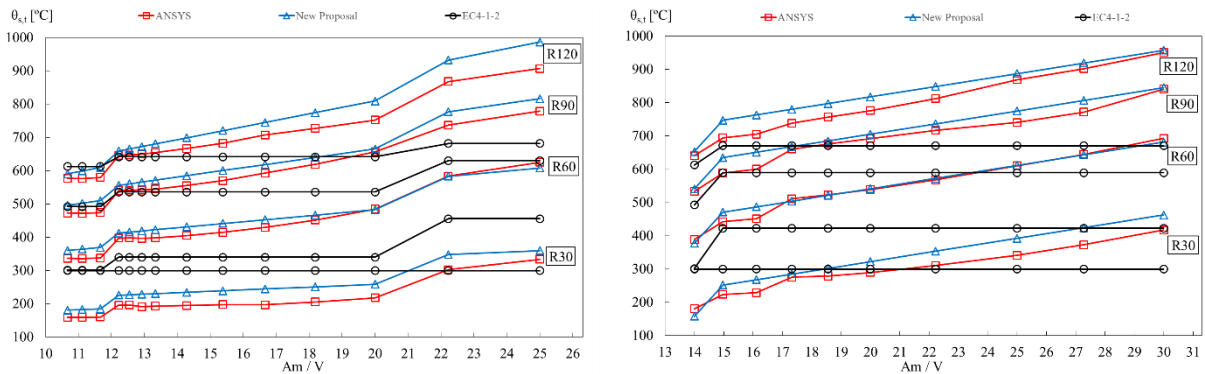 θs,t [ºC]
ANSYS
New Proposal
EC4-1-2
1000
900
800
700
600
500
400
300
200
100
R120
R90
R60
R30
10 11 12 13 14 15 16 17 18 19 20 21 22 23 24 25 26
Am / V
θs,t [ºC]
ANSYS
New Proposal
EC4-1-2
1000
900
800
700
600
500
400
300
200
100
R120
R90
R60
R30
13 14 15 16 17 18 19 20 21 22 23 24 25 26 27 28 29 30 31
Am / V